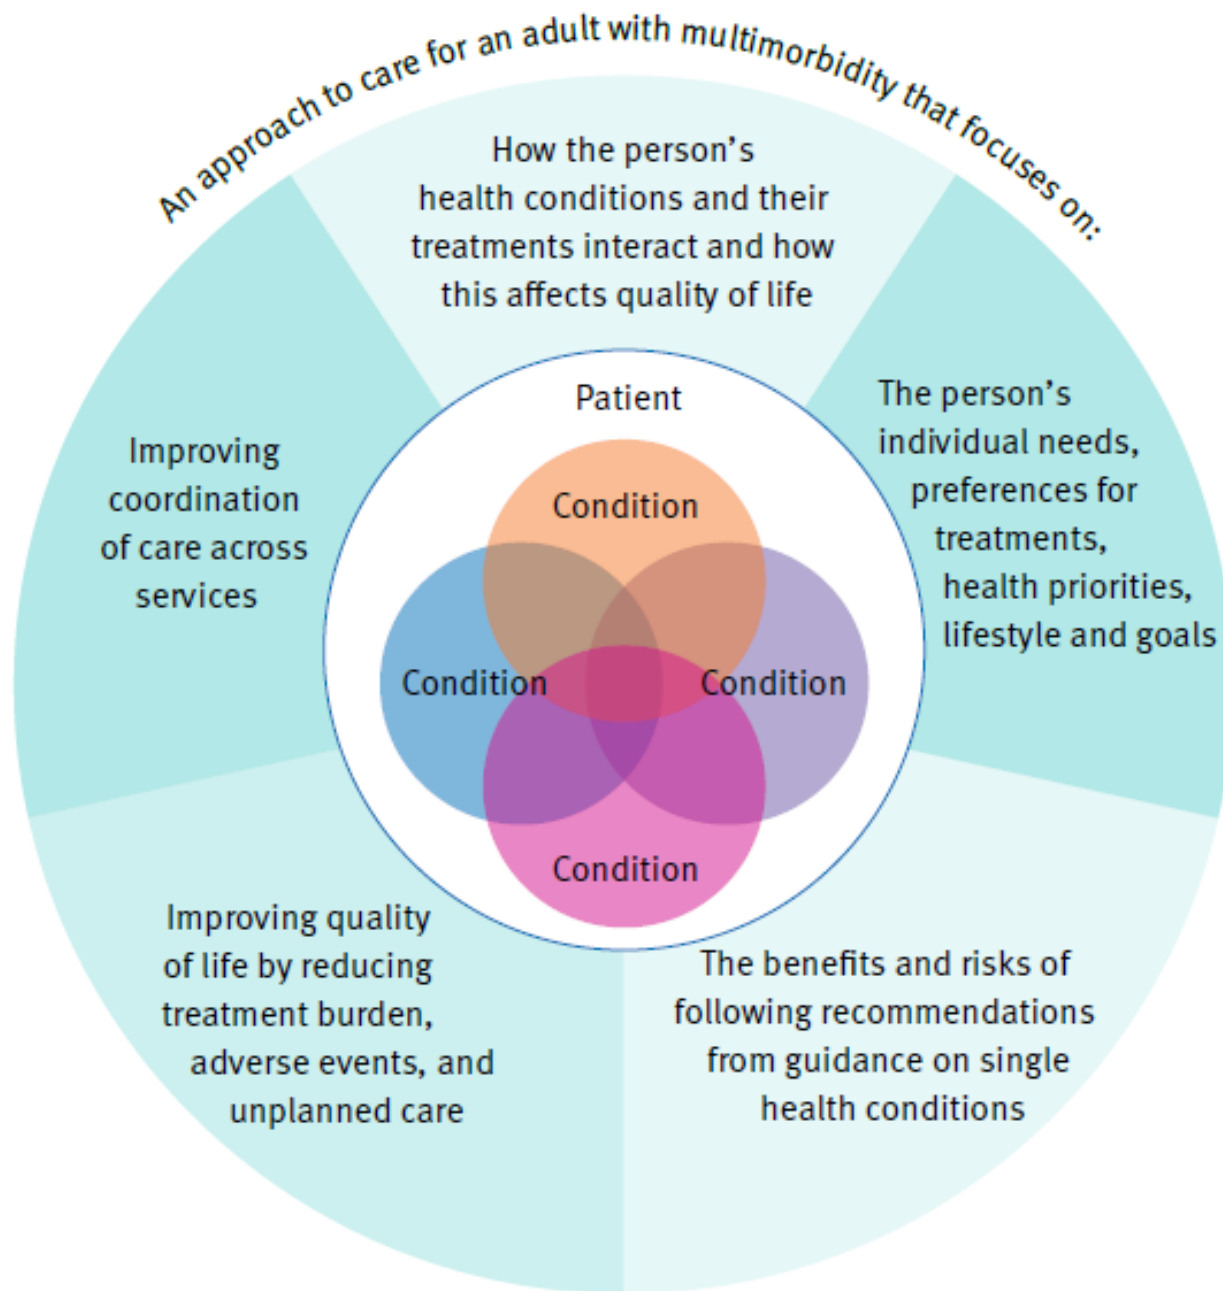 An approach to care for an adult with multimorbidity that focuses on:
How the person’s
health conditions and their
treatments interact and how
this affects quality of life
The person’s
individual needs,
preferences for
treatments,
health priorities,
lifestyle and goals
The benefits and risks of
following recommendations
from guidance on single
health conditions
Improving quality
of life by reducing
treatment burden,
adverse events, and
unplanned care
Improving
coordination
of care across
services
Patient
Condition
Condition
Condition
Condition